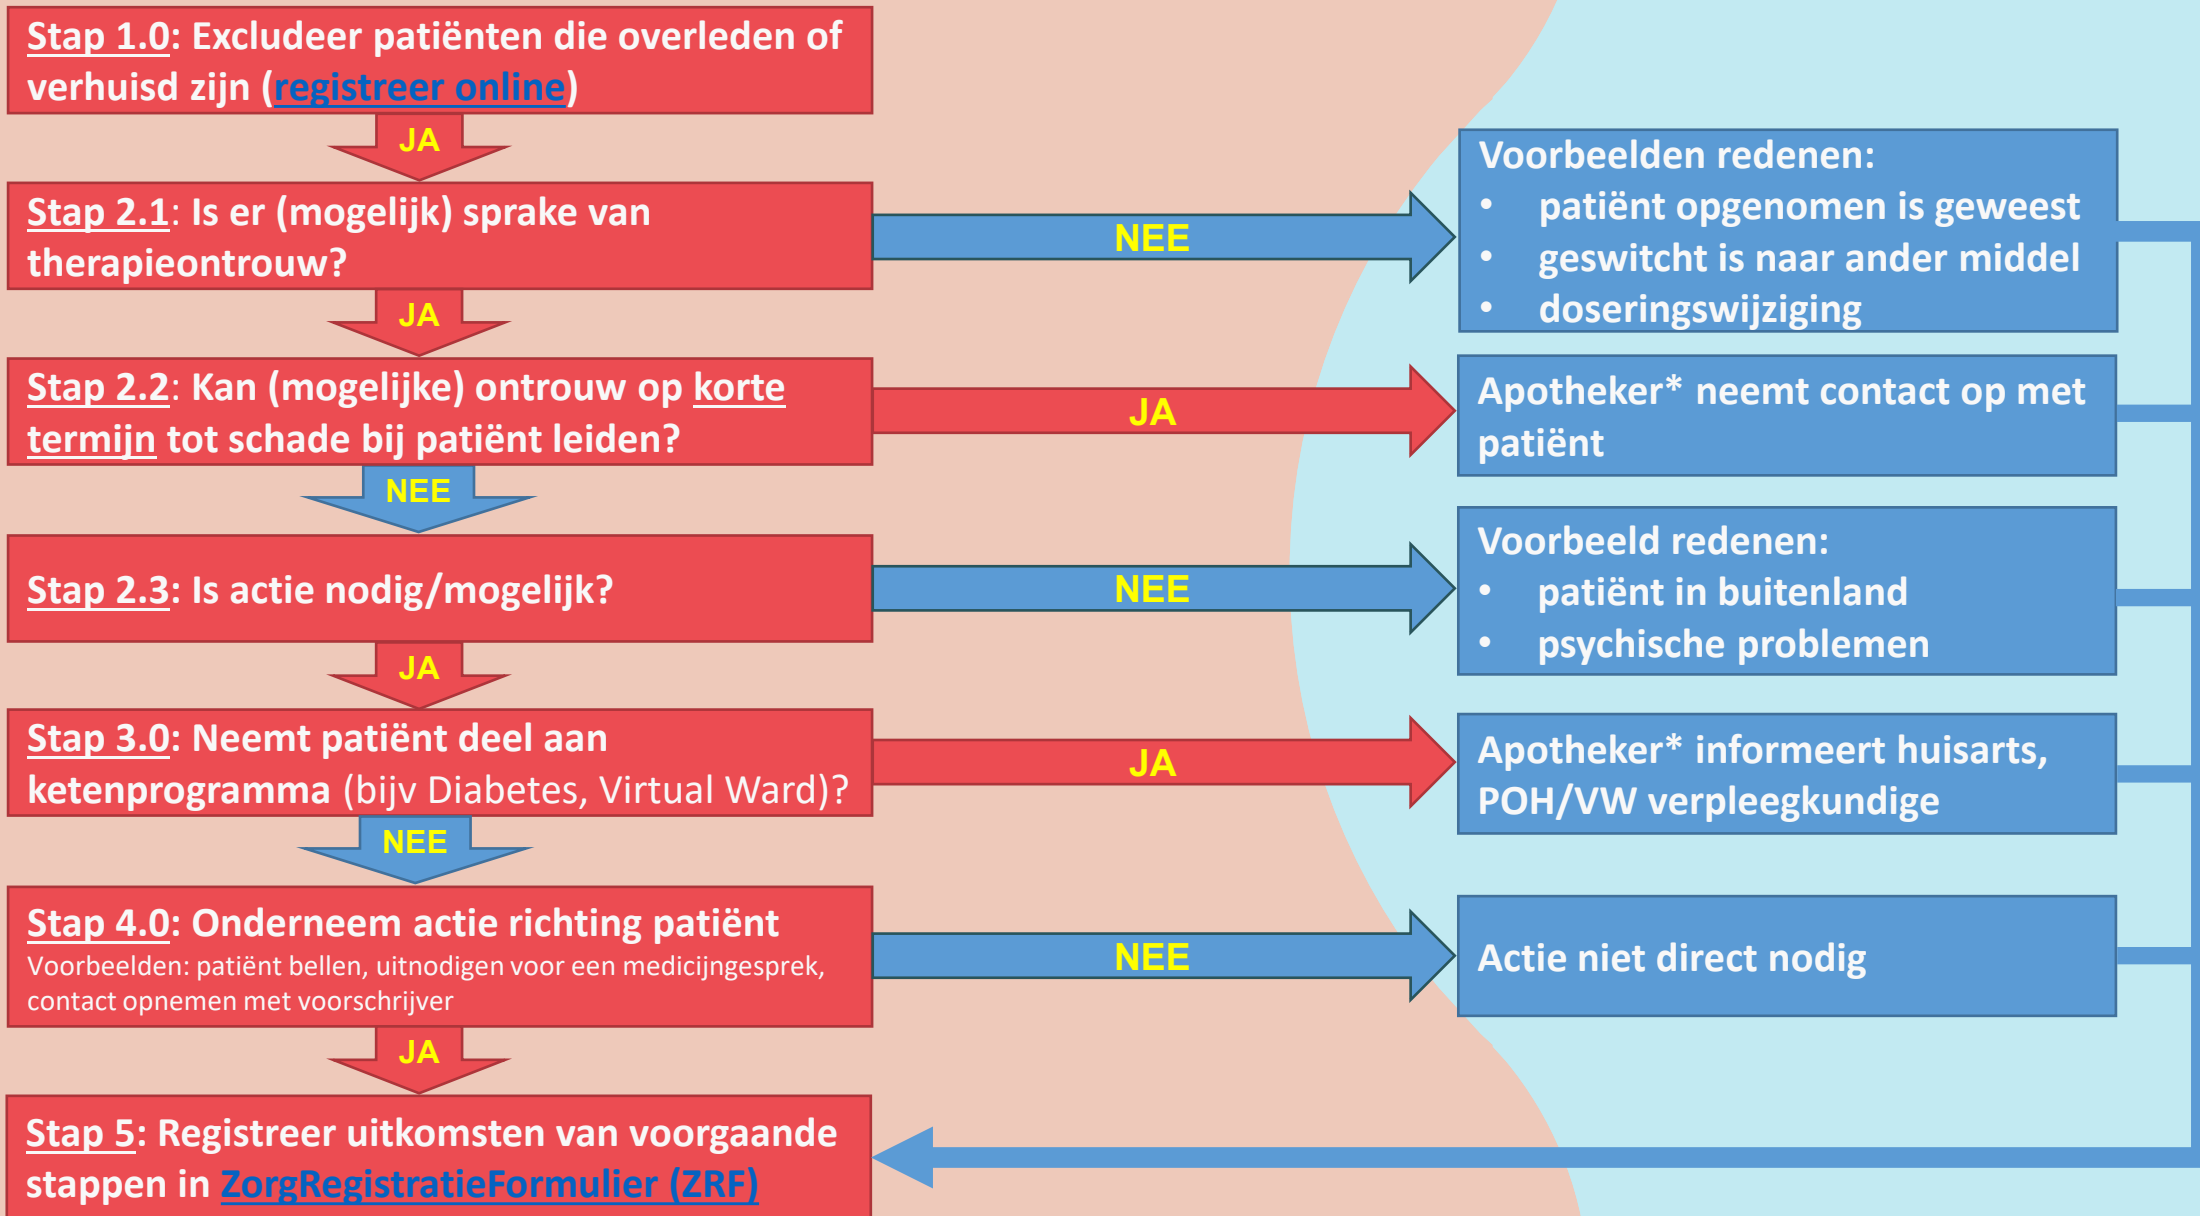 Stap 1.0: Excludeer patiënten die overleden of
verhuisd zijn (registreer online)
JA
Stap 2.1: Is er (mogelijk) sprake van
therapieontrouw?
NEE
Voorbeelden redenen:
• patiënt opgenomen is geweest
• geswitcht is naar ander middel
• doseringswijziging
JA
Stap 2.2: Kan (mogelijke) ontrouw op korte
termijn tot schade bij patiënt leiden?
JA
Apotheker* neemt contact op met
patiënt
NEE
Stap 2.3: Is actie nodig/mogelijk?
NEE
Voorbeeld redenen:
• patiënt in buitenland
• psychische problemen
JA
Stap 3.0: Neemt patiënt deel aan
ketenprogramma (bijv Diabetes, Virtual Ward)?
JA
Apotheker* informeert huisarts,
POH/VW verpleegkundige
NEE
Stap 4.0: Onderneem actie richting patiënt
Voorbeelden: patiënt bellen, uitnodigen voor een medicijngesprek,
contact opnemen met voorschrijver
NEE
Actie niet direct nodig
JA
Stap 5: Registreer uitkomsten van voorgaande
stappen in ZorgRegistratieFormulier (ZRF)